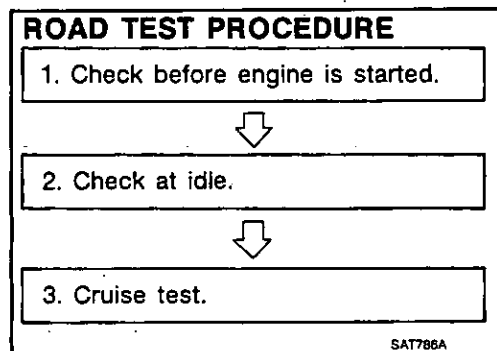 ROAD TEST PROCEDURE
1. Check before engine is started.
2. Check at idle.
3. Cruise test.
SAT786A